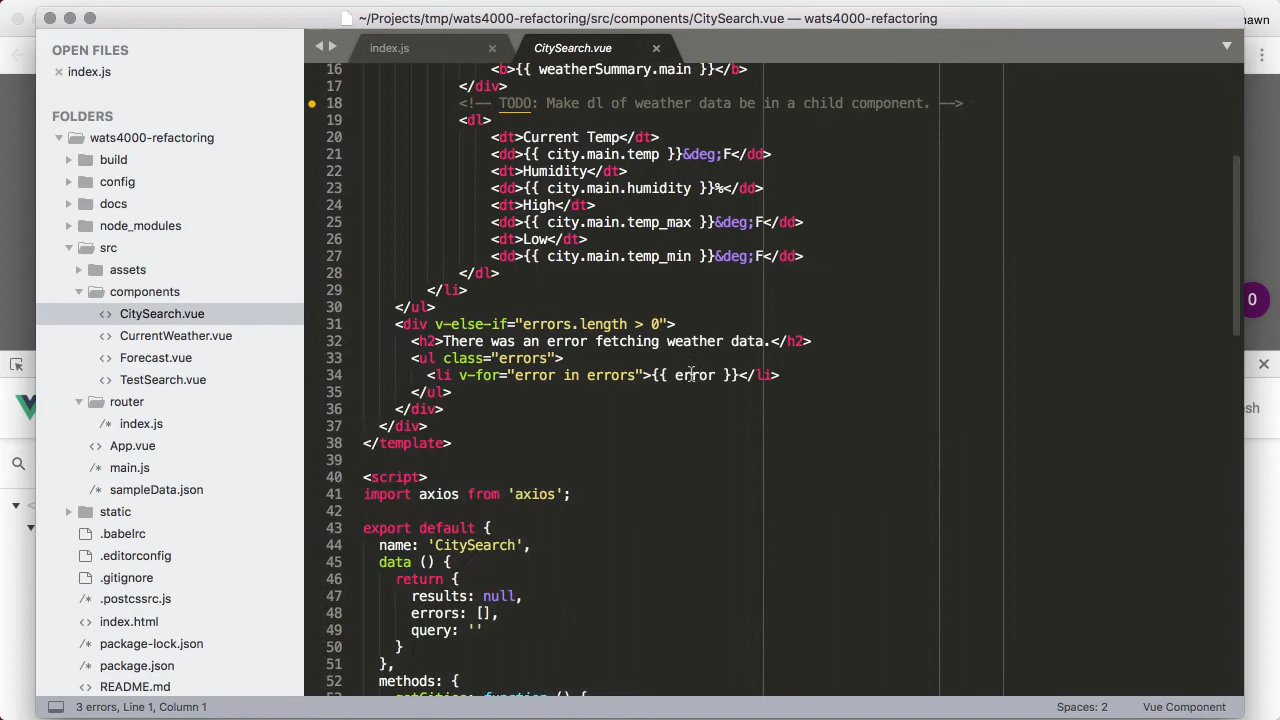 ~/Projects/tmp/wats4000-refactoring/src/components/CitySearch.vue — wats4000-refactoring
awn
OPEN FILES
index.js
FOLDERS
wats4000-refactoring
build
config
docs
node_modules
src
assets
components
CitySearch.vue
CurrentWeather.vue
Forecast.vue
TestSearch.vue
router
index.js
App.vue
main.js
sampleData.json
static
.babelrc
.editorconfig
.gitignore
.postcssrc.js
index.html
package-lock.json
package.json
README.md
index.js
CitySearch.vue
16 <b>{{ weatherSummary.main }}</b>
17 </div>
18 <!-- TODO: Make dl of weather data be in a child component. -->
19 <dl>
20 <dt>Current Temp</dt>
21 <dd>{{ city.main.temp }}&deg;F</dd>
22 <dt>Humidity</dt>
23 <dd>{{ city.main.humidity }}%</dd>
24 <dt>High</dt>
25 <dd>{{ city.main.temp_max }}&deg;F</dd>
26 <dt>Low</dt>
27 <dd>{{ city.main.temp_min }}&deg;F</dd>
28 </dl>
29 </li>
30 </ul>
31 <div v-else-if="errors.length > 0">
32 <h2>There was an error fetching weather data.</h2>
33 <ul class="errors">
34 <li v-for="error in errors">{{ error }}</li>
35 </ul>
36 </div>
37 </div>
38 </template>
39
40 <script>
41 import axios from 'axios';
42
43 export default {
44 name: 'CitySearch',
45 data () {
46 return {
47 results: null,
48 errors: [],
49 query: ''
50 }
51 },
52 methods: {
53 getCities: function () {
0
esh
3 errors, Line 1, Column 1
Spaces: 2
Vue Component